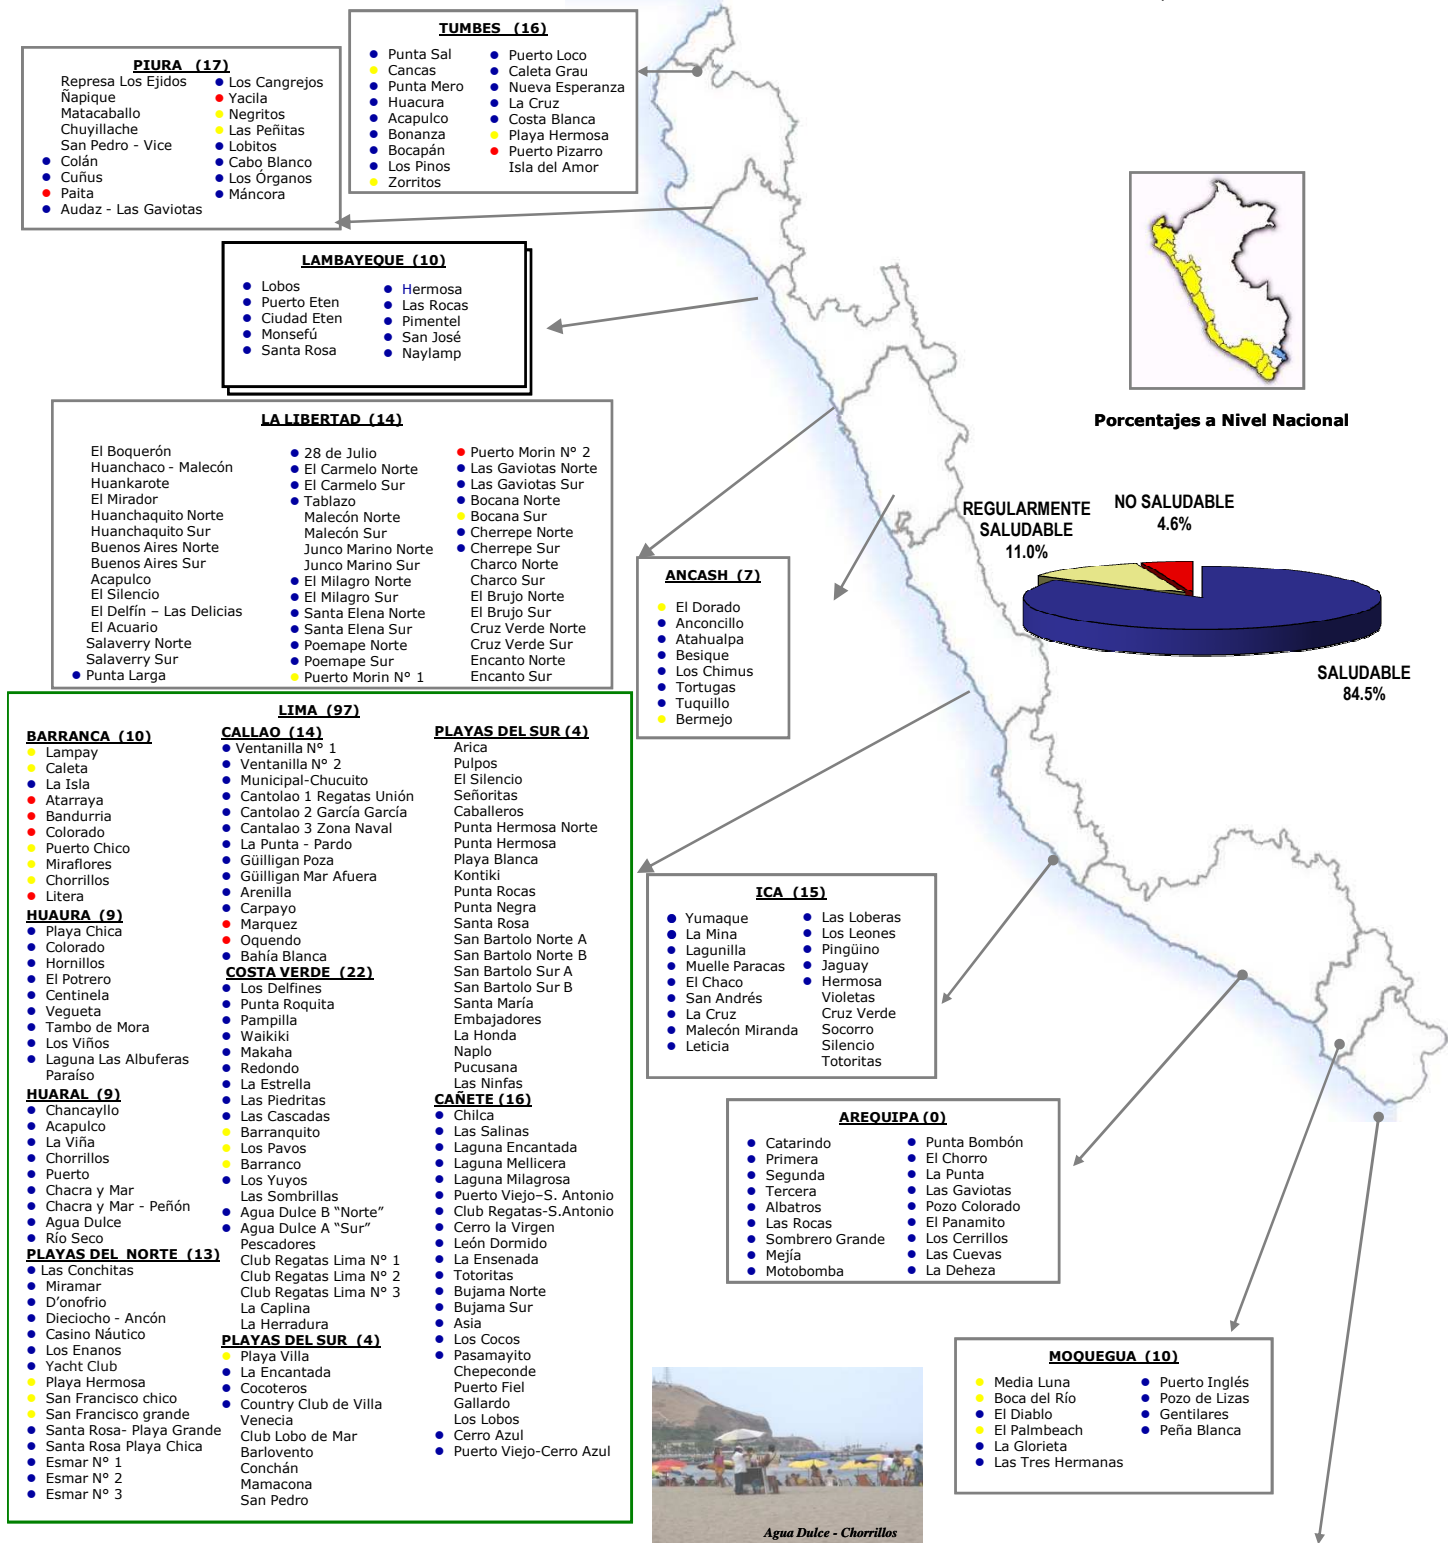 TUMBES (16)
Punta Sal
Cancas
Punta Mero
Huacura
Acapulco
Bonanza
Bocapán
Los Pinos
Zorritos
Puerto Loco
Caleta Grau
Nueva Esperanza
La Cruz
Costa Blanca
Playa Hermosa
Puerto Pizarro
Isla del Amor
PIURA (17)
Represa Los Ejidos
Ñapique
Matacaballo
Chuyillache
San Pedro - Vice
Colán
Cuñus
Paita
Audaz - Las Gaviotas
Los Cangrejos
Yacila
Negritos
Las Peñitas
Lobitos
Cabo Blanco
Los Órganos
Máncora
LAMBAYEQUE (10)
Lobos
Puerto Eten
Ciudad Eten
Monsefú
Santa Rosa
Hermosa
Las Rocas
Pimentel
San José
Naylamp
Porcentajes a Nivel Nacional
REGULARMENTE
SALUDABLE
11.0%
NO SALUDABLE
4.6%
SALUDABLE
84.5%
LA LIBERTAD (14)
El Boquerón
Huanchaco - Malecón
Huankarote
El Mirador
Huanchaquito Norte
Huanchaquito Sur
Buenos Aires Norte
Buenos Aires Sur
Acapulco
El Silencio
El Delfín – Las Delicias
El Acuario
Salaverry Norte
Salaverry Sur
Punta Larga
28 de Julio
El Carmelo Norte
El Carmelo Sur
Tablazo
Malecón Norte
Malecón Sur
Junco Marino Norte
Junco Marino Sur
El Milagro Norte
El Milagro Sur
Santa Elena Norte
Santa Elena Sur
Poemape Norte
Poemape Sur
Puerto Morin N° 1
Puerto Morin N° 2
Las Gaviotas Norte
Las Gaviotas Sur
Bocana Norte
Bocana Sur
Cherrepe Norte
Cherrepe Sur
Charco Norte
Charco Sur
El Brujo Norte
El Brujo Sur
Cruz Verde Norte
Cruz Verde Sur
Encanto Norte
Encanto Sur
ANCASH (7)
El Dorado
Anconcillo
Atahualpa
Besique
Los Chimus
Tortugas
Tuquillo
Bermejo
LIMA (97)
BARRANCA (10)
Lampay
Caleta
La Isla
Atarraya
Bandurria
Colorado
Puerto Chico
Miraflores
Chorrillos
Litera
HUAURA (9)
Playa Chica
Colorado
Hornillos
El Potrero
Centinela
Vegueta
Tambo de Mora
Los Viños
Laguna Las Albuferas
Paraíso
HUARAL (9)
Chancayllo
Acapulco
La Viña
Chorrillos
Puerto
Chacra y Mar
Chacra y Mar - Peñón
Agua Dulce
Río Seco
PLAYAS DEL NORTE (13)
Las Conchitas
Miramar
D'onofrio
Dieciocho - Ancón
Casino Náutico
Los Enanos
Yacht Club
Playa Hermosa
San Francisco chico
San Francisco grande
Santa Rosa- Playa Grande
Santa Rosa Playa Chica
Esmar N° 1
Esmar N° 2
Esmar N° 3
CALLAO (14)
Ventanilla N° 1
Ventanilla N° 2
Municipal-Chucuito
Cantolao 1 Regatas Unión
Cantolao 2 García García
Cantalao 3 Zona Naval
La Punta - Pardo
Güilligan Poza
Güilligan Mar Afuera
Arenilla
Carpayo
Marquez
Oquendo
Bahía Blanca
COSTA VERDE (22)
Los Delfines
Punta Roquita
Pampilla
Waikiki
Makaha
Redondo
La Estrella
Las Piedritas
Las Cascadas
Barranquito
Los Pavos
Barranco
Los Yuyos
Las Sombrillas
Agua Dulce B “Norte”
Agua Dulce A “Sur”
Pescadores
Club Regatas Lima N° 1
Club Regatas Lima N° 2
Club Regatas Lima N° 3
La Caplina
La Herradura
PLAYAS DEL SUR (4)
Playa Villa
La Encantada
Cocoteros
Country Club de Villa
Venecia
Club Lobo de Mar
Barlovento
Conchán
Mamacona
San Pedro
PLAYAS DEL SUR (4)
Arica
Pulpos
El Silencio
Señoritas
Caballeros
Punta Hermosa Norte
Punta Hermosa
Playa Blanca
Kontiki
Punta Rocas
Punta Negra
Santa Rosa
San Bartolo Norte A
San Bartolo Norte B
San Bartolo Sur A
San Bartolo Sur B
Santa María
Embajadores
La Honda
Naplo
Pucusana
Las Ninfas
CAÑETE (16)
Chilca
Las Salinas
Laguna Encantada
Laguna Mellicera
Laguna Milagrosa
Puerto Viejo–S. Antonio
Club Regatas-S.Antonio
Cerro la Virgen
León Dormido
La Ensenada
Totoritas
Bujama Norte
Bujama Sur
Asia
Los Cocos
Pasamayito
Chepeconde
Puerto Fiel
Gallardo
Los Lobos
Cerro Azul
Puerto Viejo-Cerro Azul
ICA (15)
Yumaque
La Mina
Lagunilla
Muelle Paracas
El Chaco
San Andrés
La Cruz
Malecón Miranda
Leticia
Las Loberas
Los Leones
Pingüino
Jaguay
Hermosa
Violetas
Cruz Verde
Socorro
Silencio
Totoritas
AREQUIPA (0)
Catarindo
Primera
Segunda
Tercera
Albatros
Las Rocas
Sombrero Grande
Mejía
Motobomba
Punta Bombón
El Chorro
La Punta
Las Gaviotas
Pozo Colorado
El Panamito
Los Cerrillos
Las Cuevas
La Deheza
MOQUEGUA (10)
Media Luna
Boca del Río
El Diablo
El Palmbeach
La Glorieta
Las Tres Hermanas
Puerto Inglés
Pozo de Lizas
Gentilares
Peña Blanca
Agua Dulce - Chorrillos